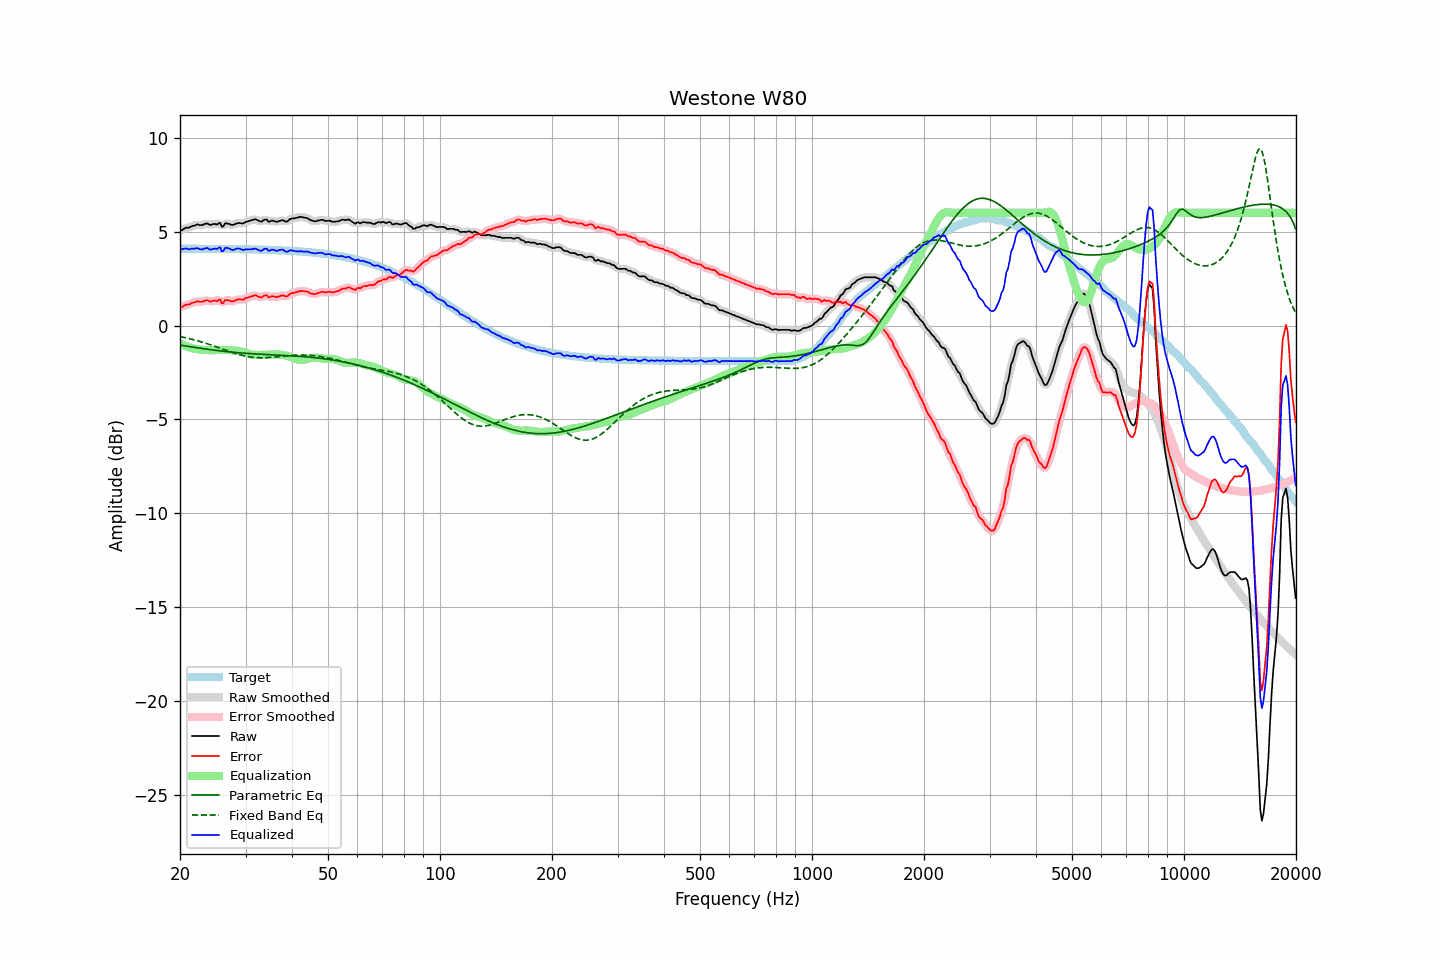 Westone W80
10
5
0
−5
−10
−15
−20
−25
Amplitude (dBr)
Target
Raw Smoothed
Error Smoothed
Raw
Error
Equalization
Parametric Eq
Fixed Band Eq
Equalized
20 50 100 200 500 1000 2000 5000 10000 20000
Frequency (Hz)